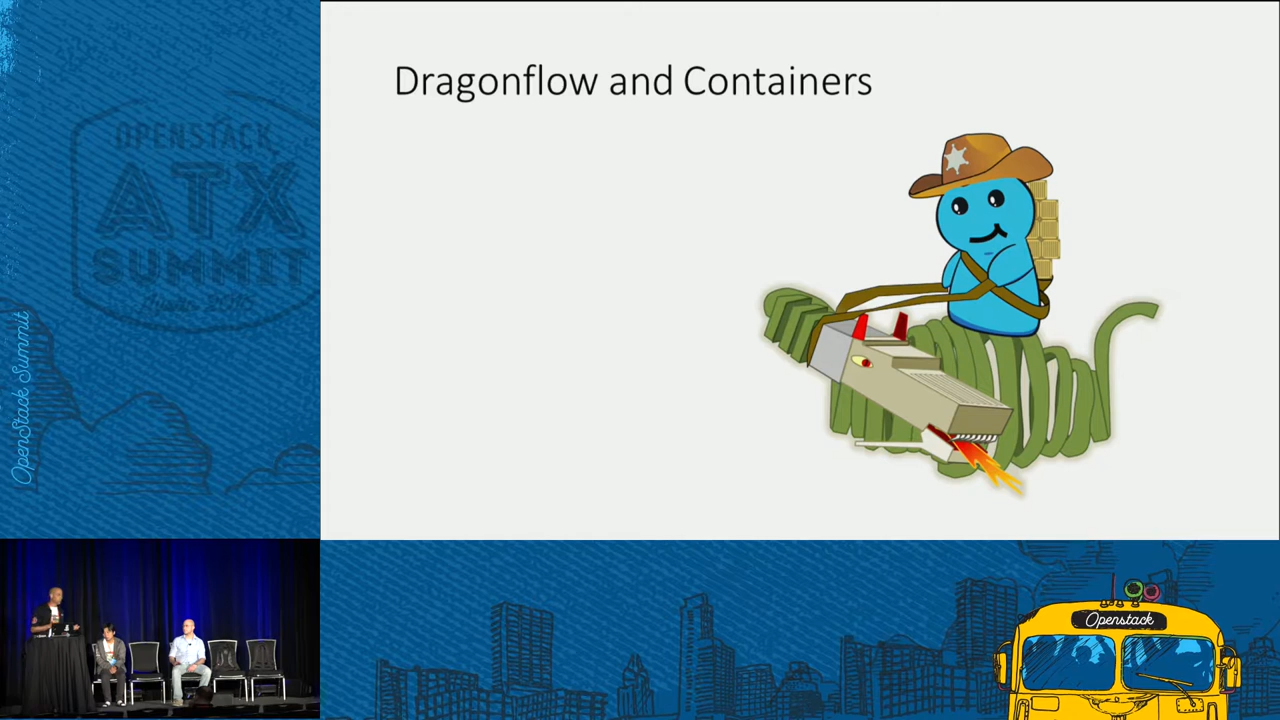 Dragonflow and Containers
OPENSTACK
ATX
SUMMIT
OpenStack Summit
Openstack